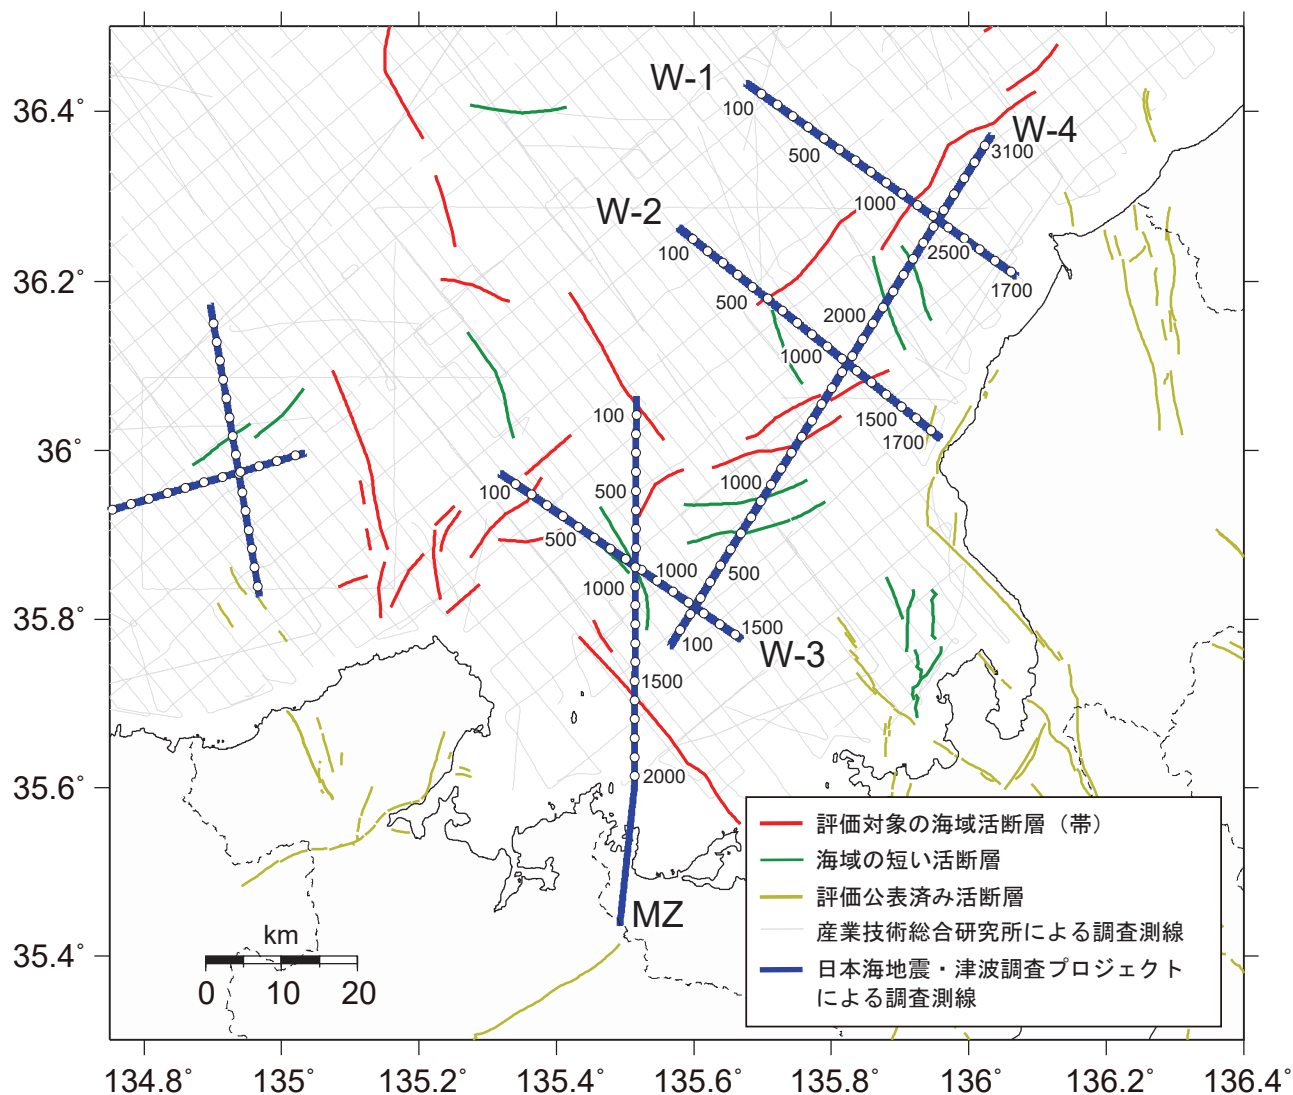 36.4˚
36.2˚
36˚
35.8˚
35.6˚
35.4˚
W-1
100
500
1000
1700
W-4
3100
2500
2000
1000
500
100
W-2
100
500
1000
1500
1700
100
500
1000
1500
2000
MZ
100
500
1000
1500
W-3
km
0 10 20
評価対象の海域活断層（帯）
海域の短い活断層
評価公表済み活断層
産業技術総合研究所による調査測線
日本海地震・津波調査プロジェクト
による調査測線
134.8˚ 135˚ 135.2˚ 135.4˚ 135.6˚ 135.8˚ 136˚ 136.2˚ 136.4˚